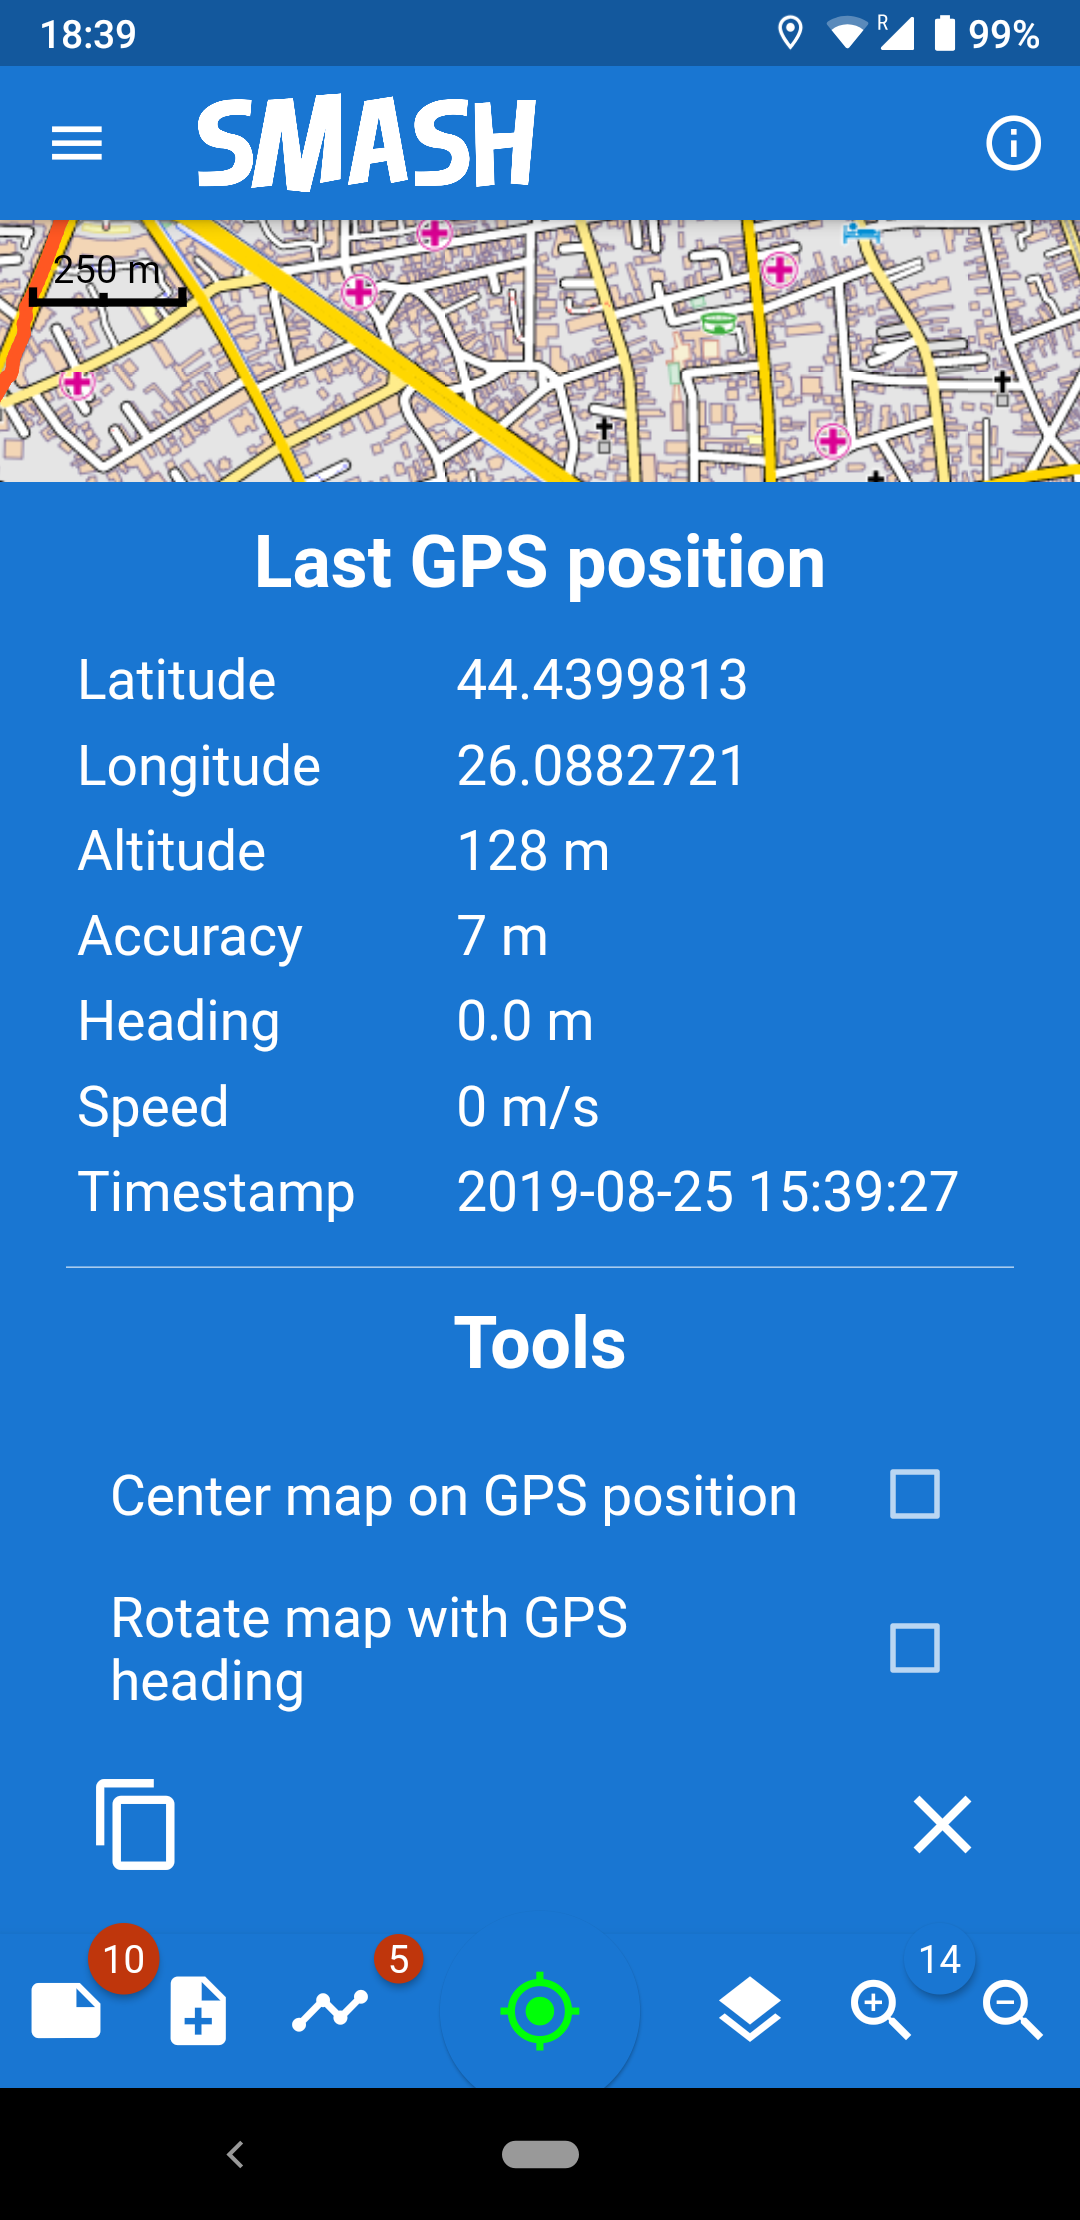 18:39
R
99%
SMASH
250 m
Last GPS position
Latitude 44.4399813
Longitude 26.0882721
Altitude 128 m
Accuracy 7 m
Heading 0.0 m
Speed 0 m/s
Timestamp 2019-08-25 15:39:27
Tools
Center map on GPS position
Rotate map with GPS
heading
10
5
14